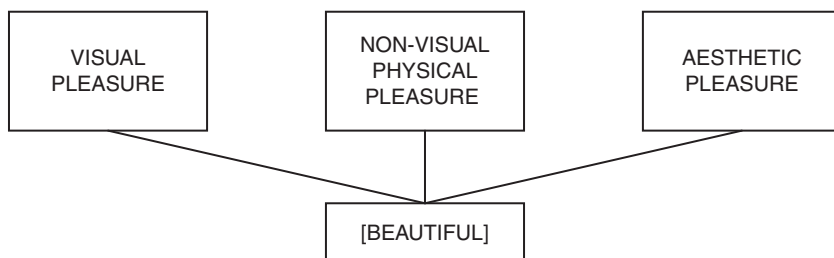 VISUAL
PLEASURE
NON-VISUAL
PHYSICAL
PLEASURE
AESTHETIC
PLEASURE
[BEAUTIFUL]